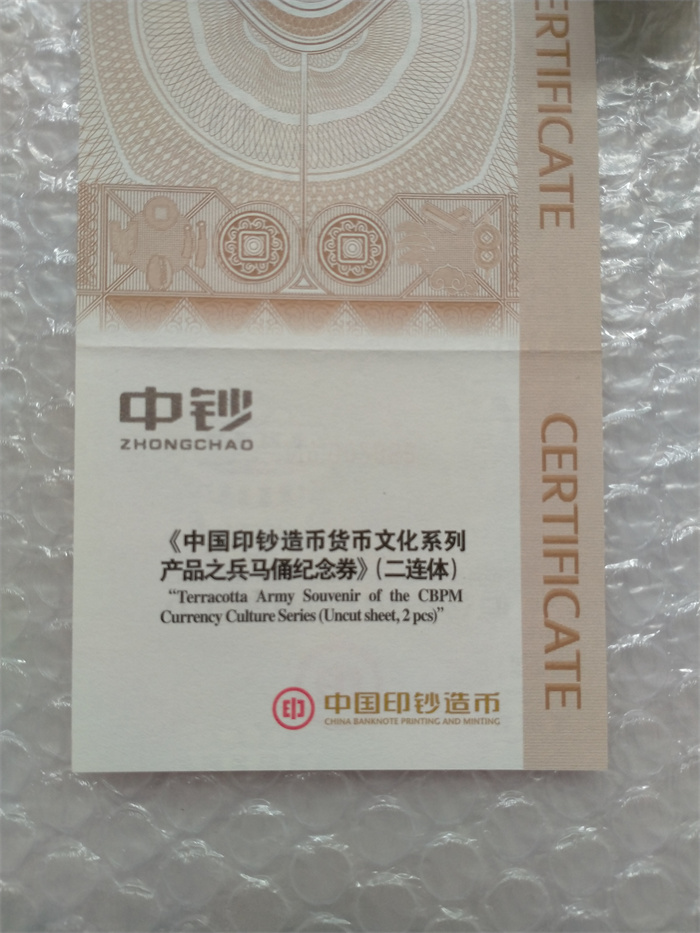 ERTIFICATE
中钞
ZHONGCHAO
CERTIFICATE
《中国印钞造币货币文化系列
产品之兵马俑纪念券》(二连体)
“Terracotta Army Souvenir of the CBPM
Currency Culture Series (Uncut sheet, 2 pcs)”
印 中国印钞造币
CHINA BANKNOTE PRINTING AND MINTING